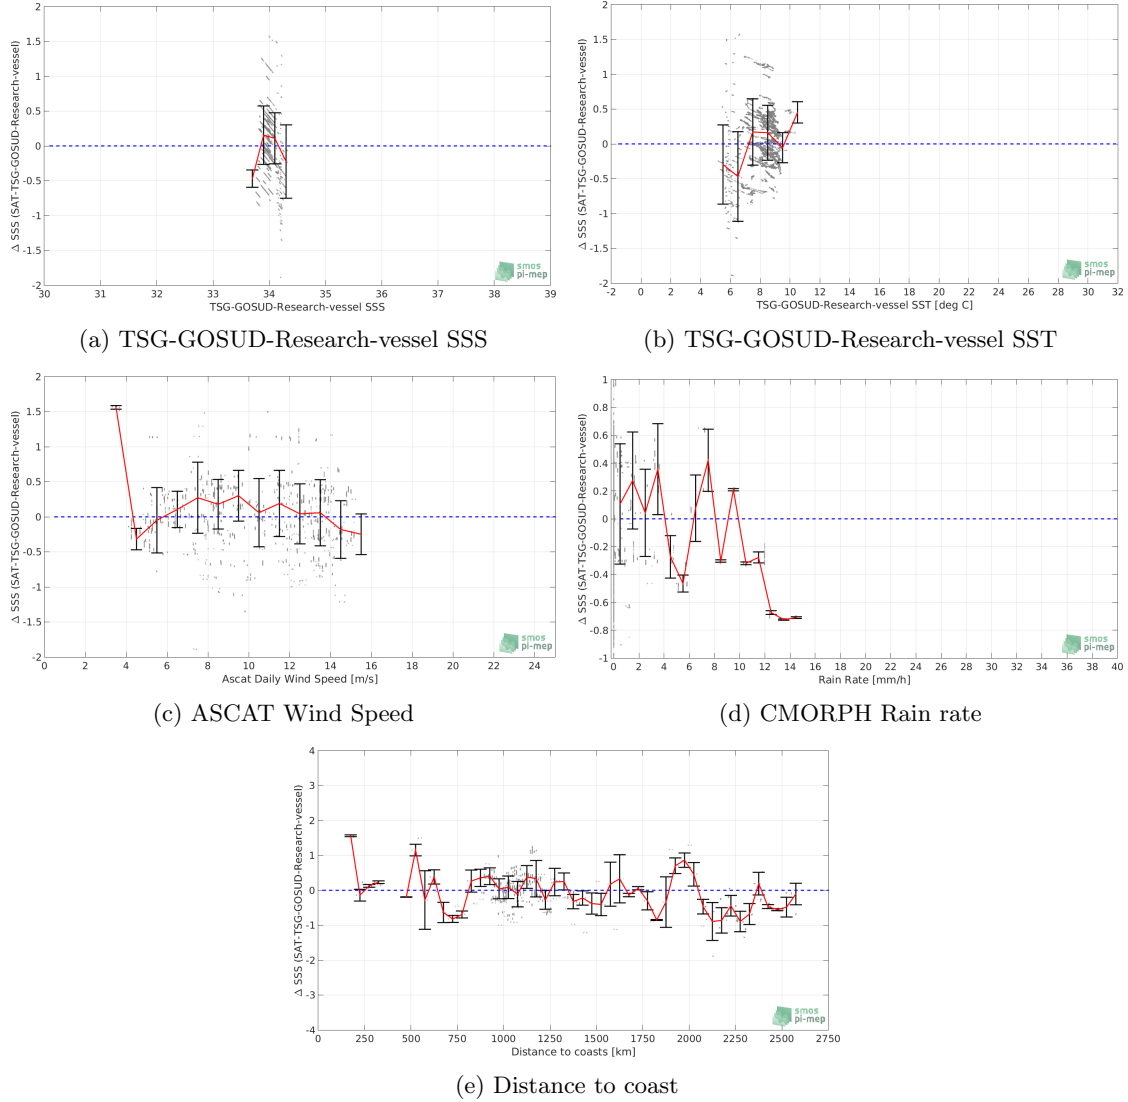 2
1.5
1
0.5
0
-0.5
-1
-1.5
-2
Δ SSS (SAT-TSG-GOSUD-Research-vessel)
30 31 32 33 34 35 36 37 38 39
TSG-GOSUD-Research-vessel SSS
smos
pi-mep
(a) TSG-GOSUD-Research-vessel SSS
2
1.5
1
0.5
0
-0.5
-1
-1.5
-2
Δ SSS (SAT-TSG-GOSUD-Research-vessel)
-2 0 2 4 6 8 10 12 14 16 18 20 22 24 26 28 30 32
TSG-GOSUD-Research-vessel SST [deg C]
smos
pi-mep
(b) TSG-GOSUD-Research-vessel SST
2
1.5
1
0.5
0
-0.5
-1
-1.5
-2
Δ SSS (SAT-TSG-GOSUD-Research-vessel)
0 2 4 6 8 10 12 14 16 18 20 22 24
Ascat Daily Wind Speed [m/s]
smos
pi-mep
(c) ASCAT Wind Speed
1
0.8
0.6
0.4
0.2
0
-0.2
-0.4
-0.6
-0.8
-1
Δ SSS (SAT-TSG-GOSUD-Research-vessel)
0 2 4 6 8 10 12 14 16 18 20 22 24 26 28 30 32 34 36 38 40
Rain Rate [mm/h]
smos
pi-mep
(d) CMORPH Rain rate
4
3
2
1
0
-1
-2
-3
-4
Δ SSS (SAT-TSG-GOSUD-Research-vessel)
0 250 500 750 1000 1250 1500 1750 2000 2250 2500 2750
Distance to coasts [km]
smos
pi-mep
(e) Distance to coast